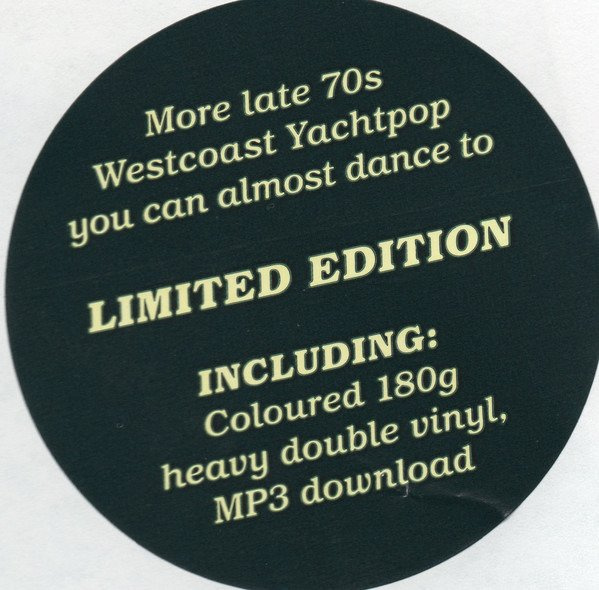 More late 70s
Westcoast Yachtpop
you can almost dance to
LIMITED EDITION
INCLUDING:
Coloured 180g
heavy double vinyl,
MP3 download